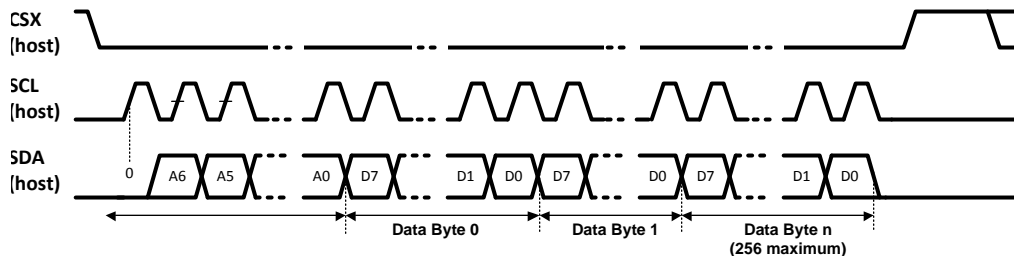 CSX
(host)
SCL
(host)
SDA
(host)
0 A6 A5 A0 D7 D1 D0 D7 D0 D7 D1 D0
Data Byte 0 Data Byte 1 Data Byte n
(256 maximum)